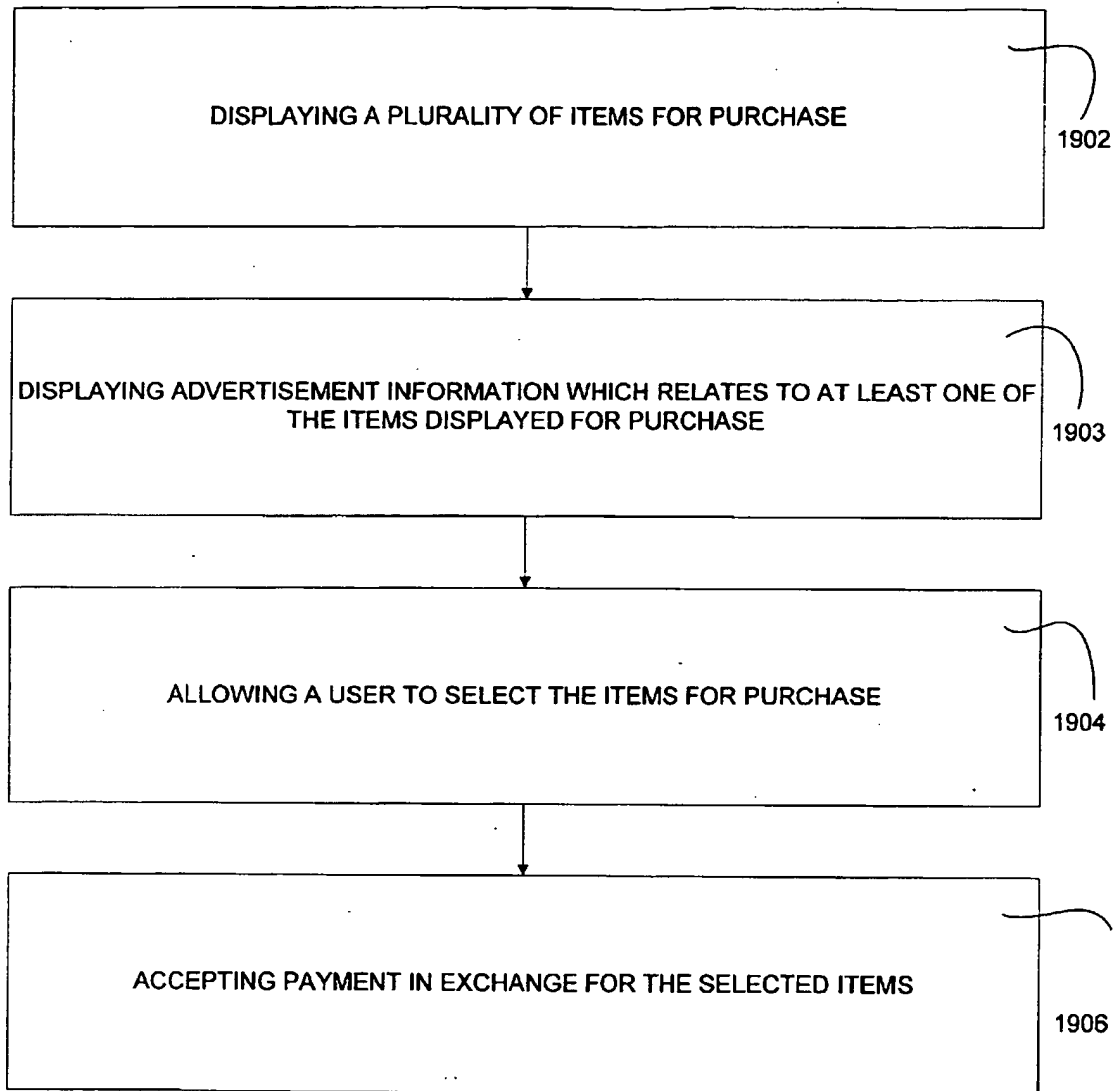 DISPLAYING A PLURALITY OF ITEMS FOR PURCHASE
1902
DISPLAYING ADVERTISEMENT INFORMATION WHICH RELATES TO AT LEAST ONE OF
THE ITEMS DISPLAYED FOR PURCHASE
1903
ALLOWING A USER TO SELECT THE ITEMS FOR PURCHASE
1904
ACCEPTING PAYMENT IN EXCHANGE FOR THE SELECTED ITEMS
1906